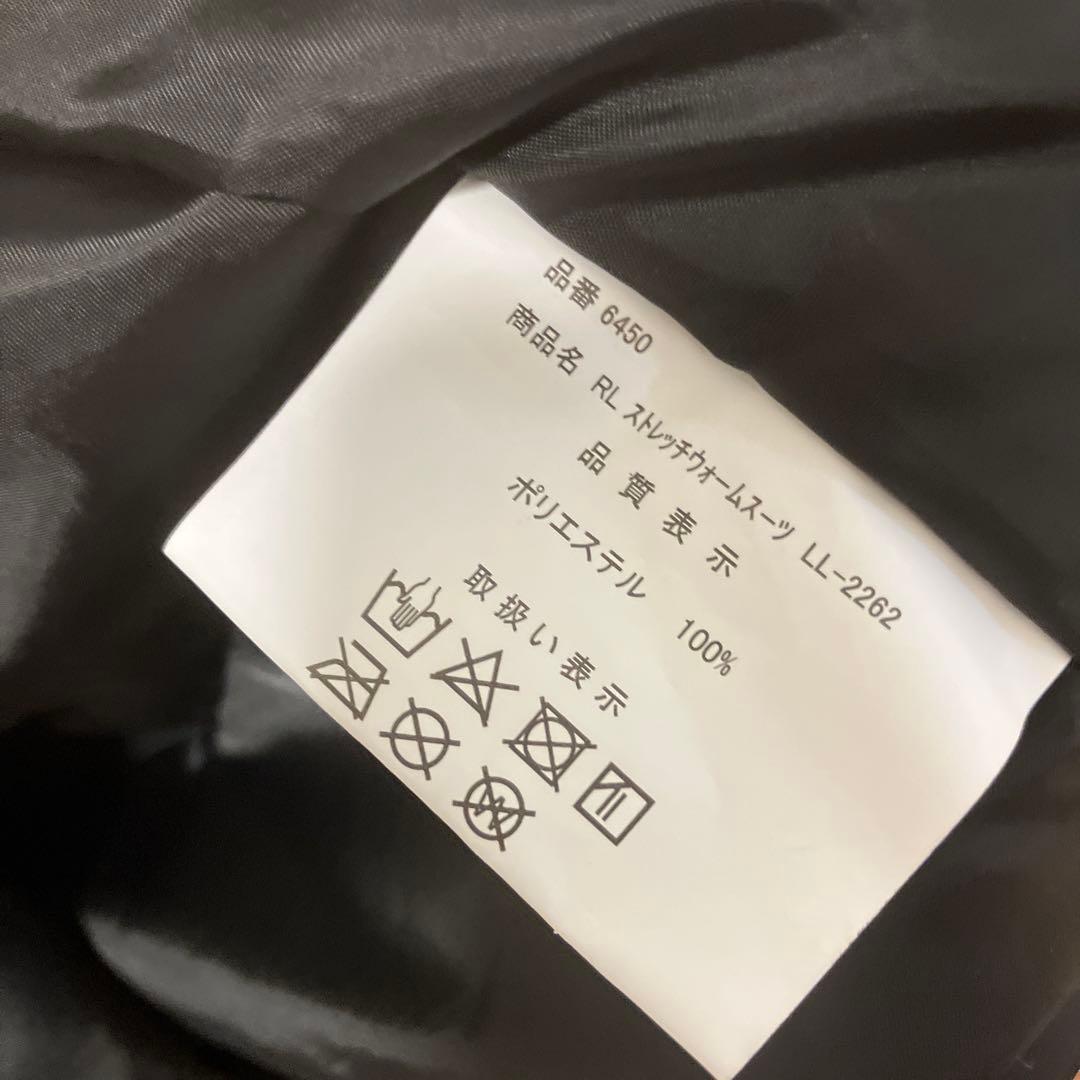 品番 6450
商品名 RL ストレッチウォームスーツ LL-2262
品質表示
ポリエステル 100%
取扱い表示
W